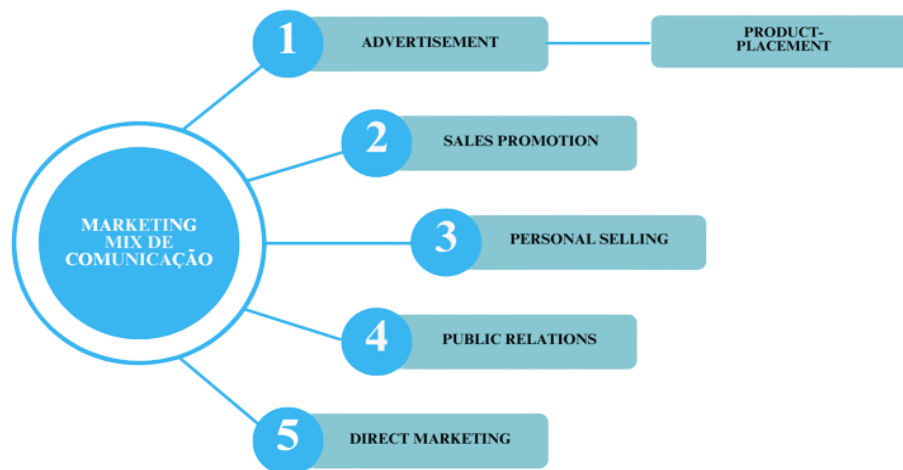 1
ADVERTISEMENT
PRODUCT-
PLACEMENT
2
SALES PROMOTION
MARKETING
MIX DE
COMUNICAÇÃO
3
PERSONAL SELLING
4
PUBLIC RELATIONS
5
DIRECT MARKETING